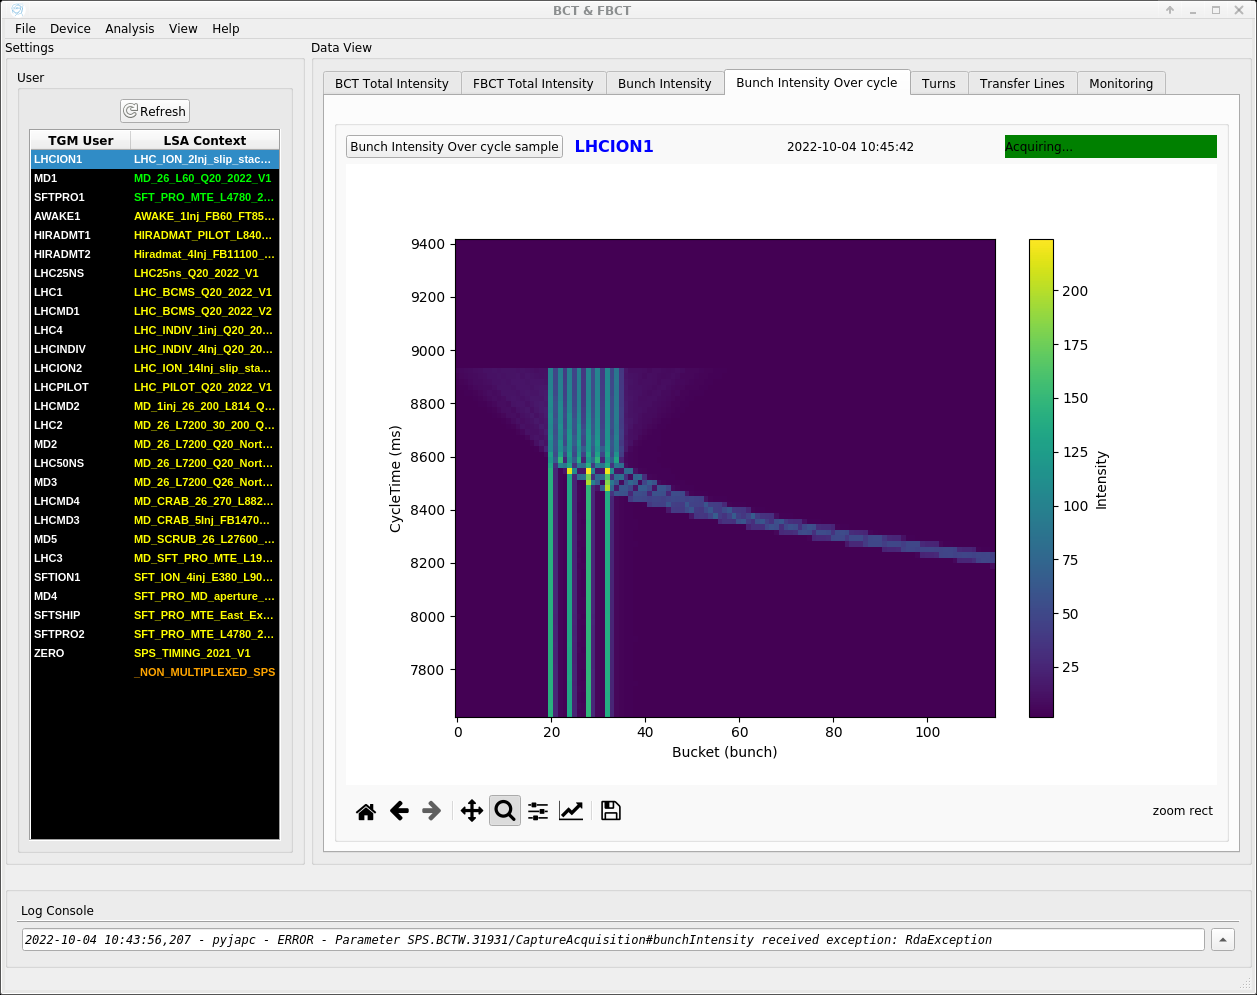 BCT & FBCT
File Device Analysis View Help
Settings
User
Refresh
TGM User LSA Context
LHCION1 LHC_ION_2Inj_slip_stac...
MD1 MD_26_L60_Q20_2022_V1
SFTPRO1 SFT_PRO_MTE_L4780_2...
AWAKE1 AWAKE_1Inj_FB60_FT85...
HIRADMT1 HIRADMAT_PILOT_L840...
HIRADMT2 Hiradmat_4Inj_FB11100_...
LHC25NS LHC25ns_Q20_2022_V1
LHC1 LHC_BCMS_Q20_2022_V1
LHCMD1 LHC_BCMS_Q20_2022_V2
LHC4 LHC_INDIV_1inj_Q20_20...
LHCINDIV LHC_INDIV_4Inj_Q20_20...
LHCION2 LHC_ION_14Inj_slip_sta...
LHCPILOT LHC_PILOT_Q20_2022_V1
LHCMD2 MD_1inj_26_200_L814_Q...
LHC2 MD_26_L7200_30_200_Q...
MD2 MD_26_L7200_Q20_Nort...
LHC50NS MD_26_L7200_Q20_Nort...
MD3 MD_26_L7200_Q26_Nort...
LHCMD4 MD_CRAB_26_270_L882...
LHCMD3 MD_CRAB_5Inj_FB1470...
MD5 MD_SCRUB_26_L27600_...
LHC3 MD_SFT_PRO_MTE_L19...
SFTION1 SFT_ION_4inj_E380_L90...
MD4 SFT_PRO_MD_aperture_...
SFTSHIP SFT_PRO_MTE_East_Ex...
SFTPRO2 SFT_PRO_MTE_L4780_2...
ZERO SPS_TIMING_2021_V1
_NON_MULTIPLEXED_SPS
Data View
BCT Total Intensity FBCT Total Intensity Bunch Intensity Bunch Intensity Over cycle Turns Transfer Lines Monitoring
Bunch Intensity Over cycle sample LHCION1 2022-10-04 10:45:42 Acquiring...
9400
9200
9000
8800
8600
8400
8200
8000
7800
CycleTime (ms)
0 20 40 60 80 100
Bucket (bunch)
200
175
150
125
100
75
50
25
Intensity
zoom rect
Log Console
2022-10-04 10:43:56,207 - pyjapc - ERROR - Parameter SPS.BCTW.31931/CaptureAcquisition#bunchIntensity received exception: RdaException